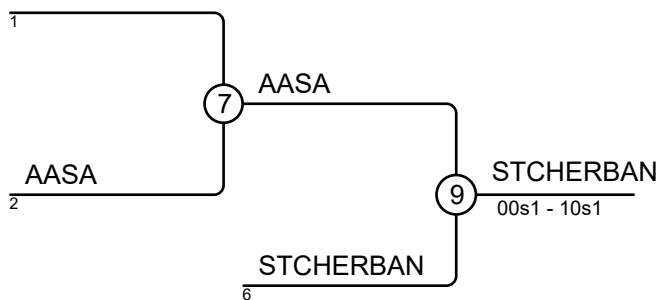 1
7
AASA
AASA
2
9
STCHERBAN
00s1 - 10s1
STCHERBAN
6